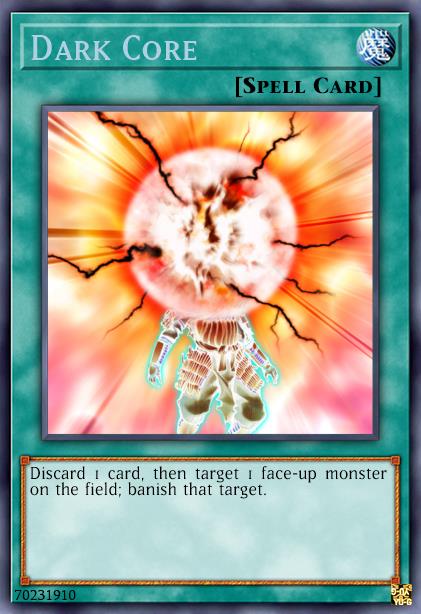 Dark Core
魔
[Spell Card]
Discard 1 card, then target 1 face-up monster
on the field; banish that target.
70231910